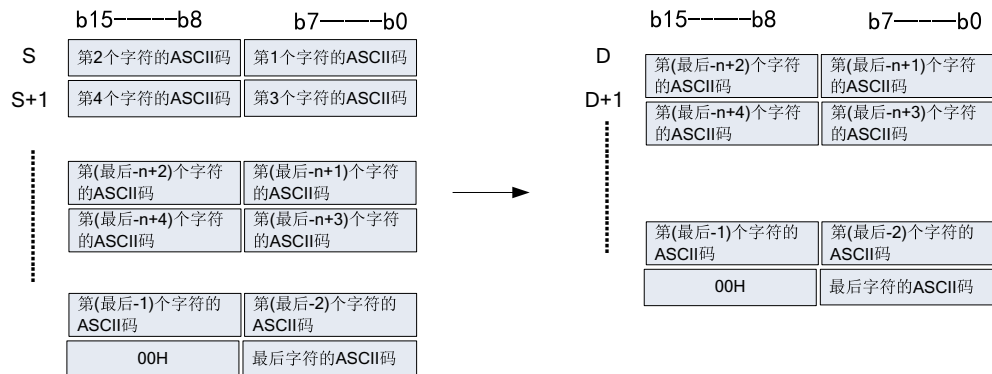 b15-----b8 b7-----b0
S 第2个字符的ASCII码 第1个字符的ASCII码
S+1 第4个字符的ASCII码 第3个字符的ASCII码
第(最后-n+2)个字符 第(最后-n+1)个字符
的ASCII码 的ASCII码
第(最后-n+4)个字符 第(最后-n+3)个字符
的ASCII码 的ASCII码
第(最后-1)个字符的 第(最后-2)个字符的
ASCII码 ASCII码
00H 最后字符的ASCII码
b15-----b8 b7-----b0
D 第(最后-n+2)个字符 第(最后-n+1)个字符
的ASCII码 的ASCII码
D+1 第(最后-n+4)个字符 第(最后-n+3)个字符
的ASCII码 的ASCII码
第(最后-1)个字符的 第(最后-2)个字符的
ASCII码 ASCII码
00H 最后字符的ASCII码